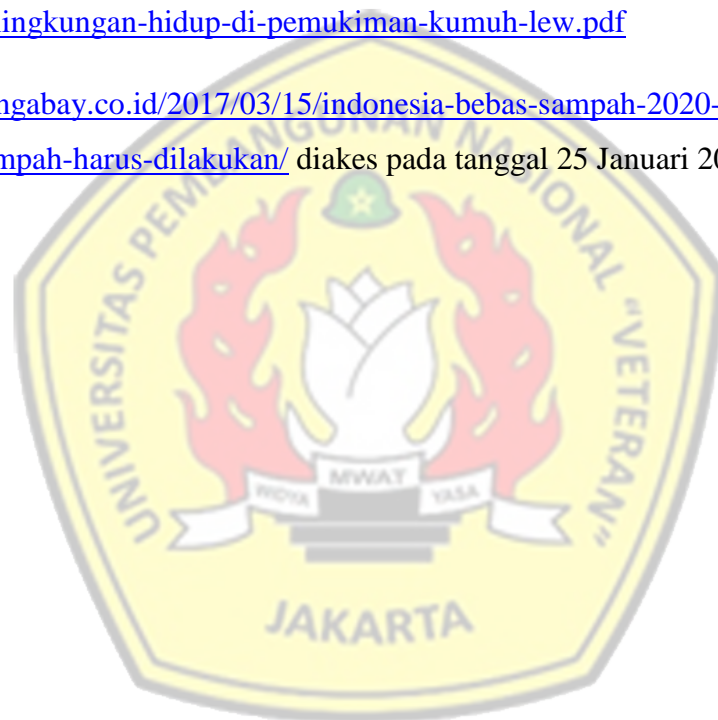 ingkungan-hidup-di-pemukiman-kumuh-lew.pdf
ngabay.co.id/2017/03/15/indonesia-bebas-sampah-2020-
mpah-harus-dilakukan/ diakes pada tanggal 25 Januari 20
UNIVERSITAS PEMBANGUNAN NASIONAL "VETERAN"
WIDYA MWAT YASA
JAKARTA